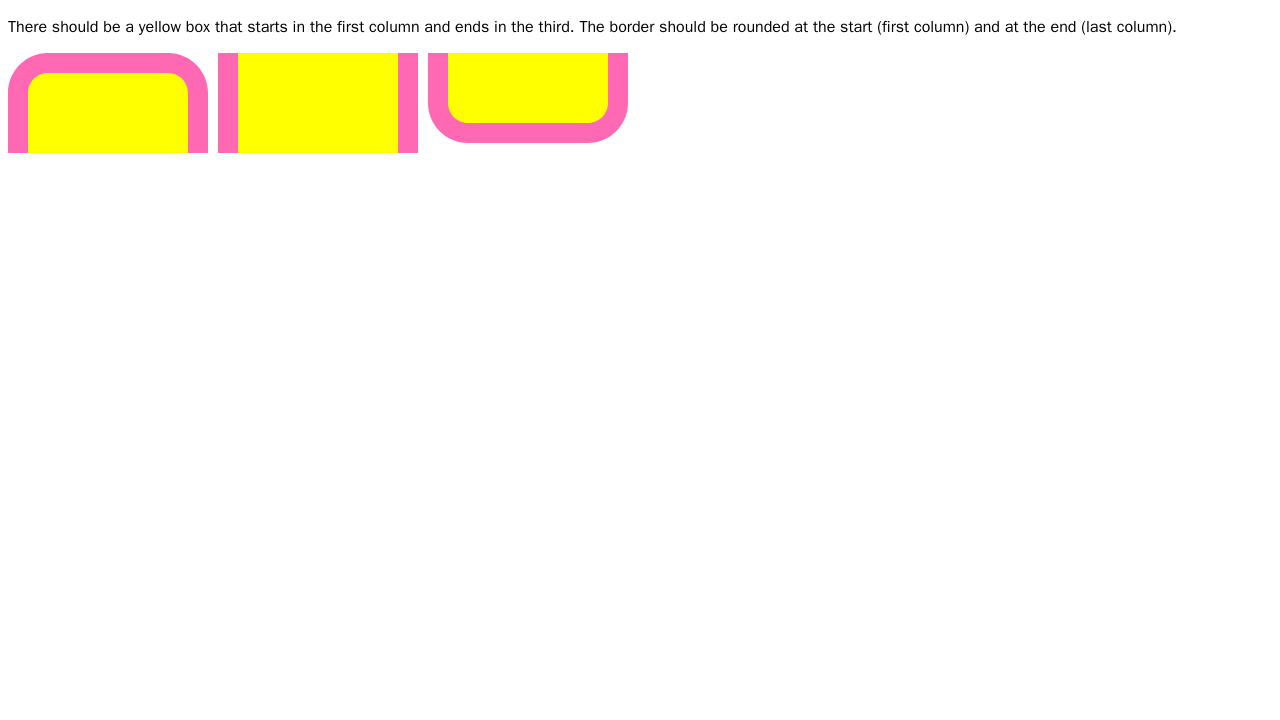 There should be a yellow box that starts in the first column and ends in the third. The border should be rounded at the start (first column) and at the end (last column).